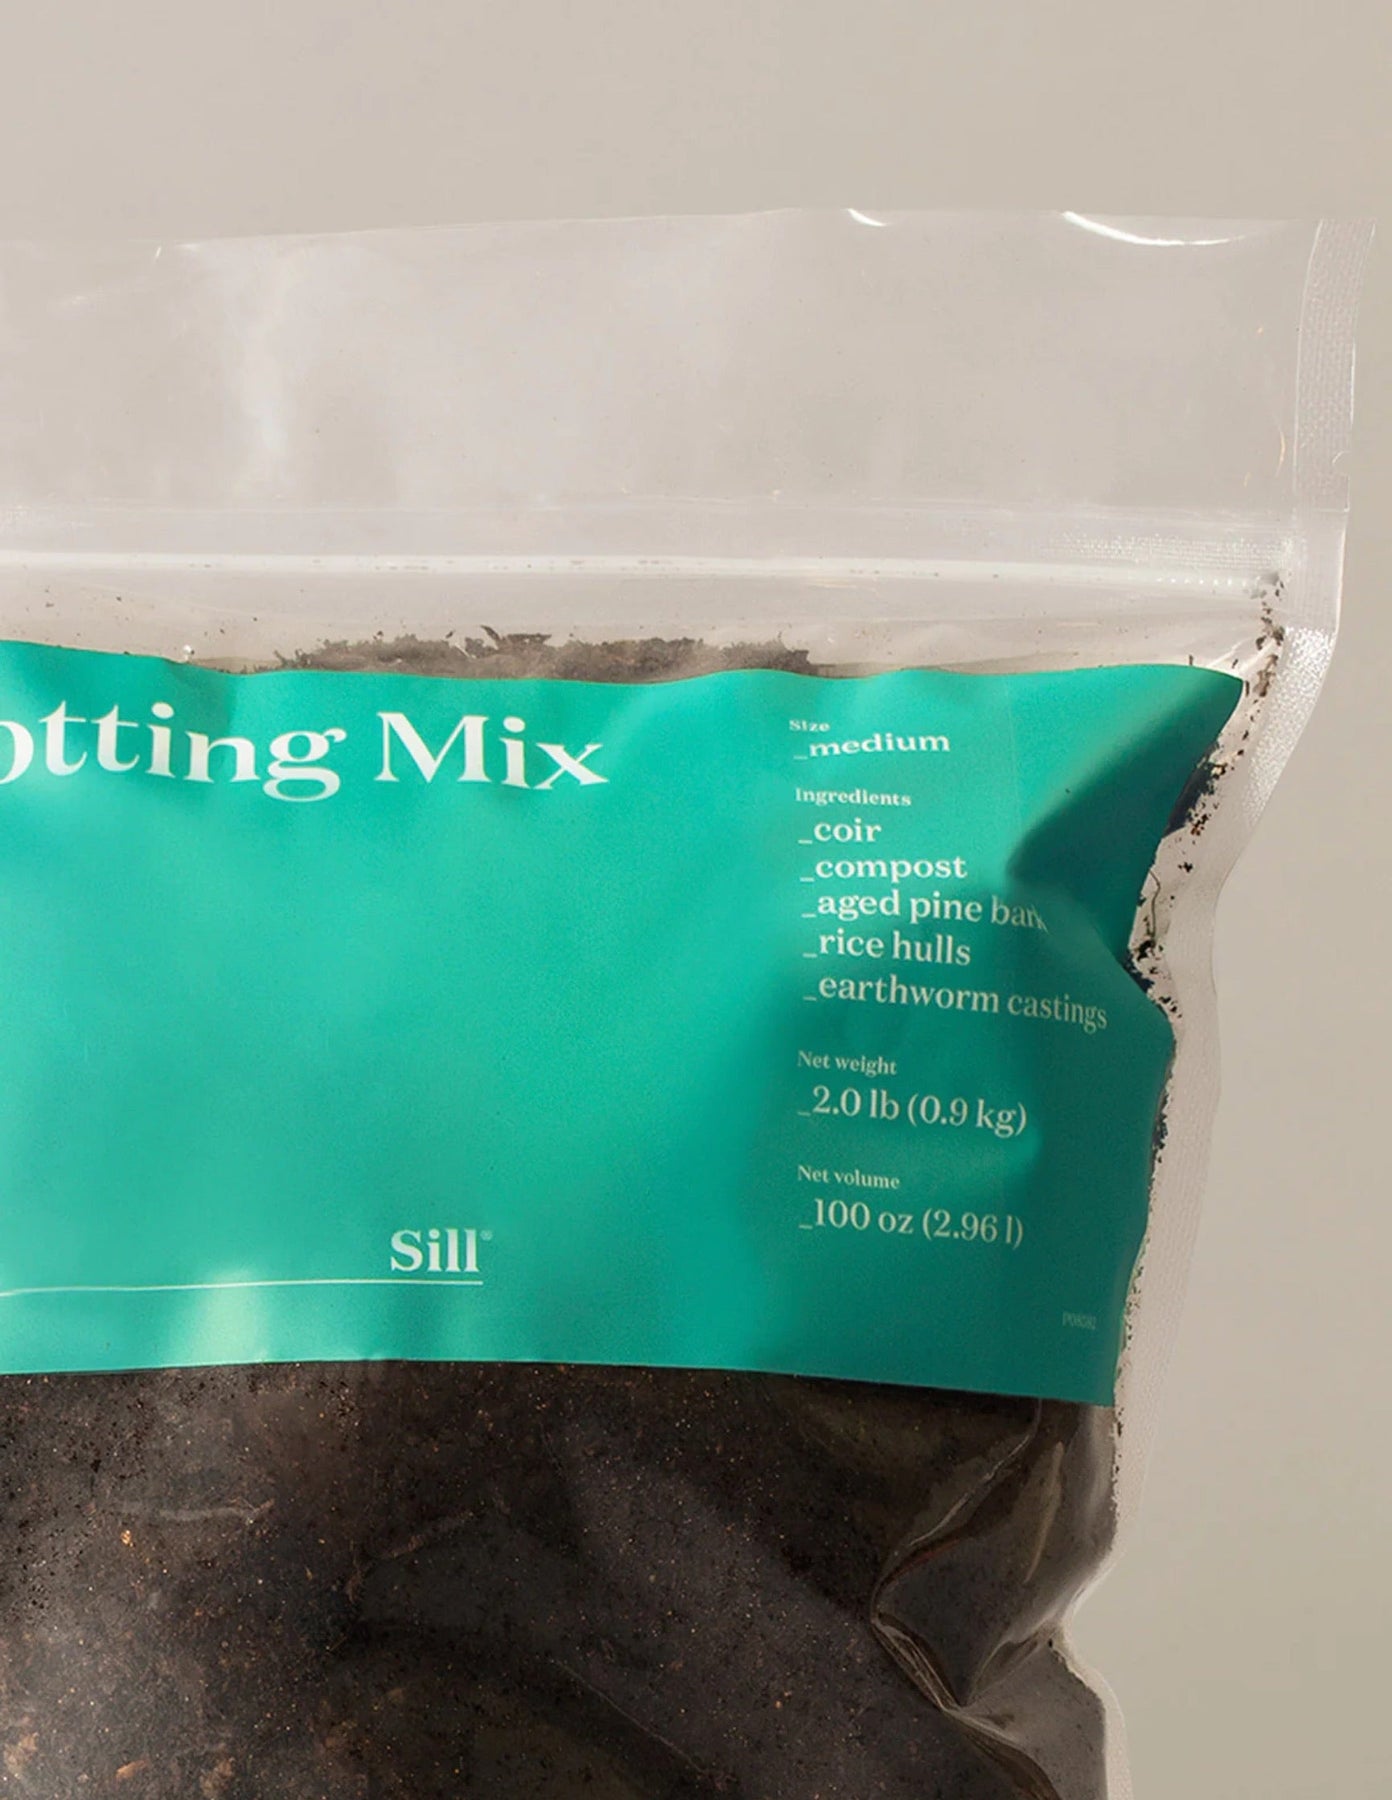 otting Mix
Size
_medium
Ingredients
_coir
_compost
_aged pine bark
_rice hulls
_earthworm castings
Net weight
_2.0 lb (0.9 kg)
Net volume
_100 oz (2.96 l)
Sill®